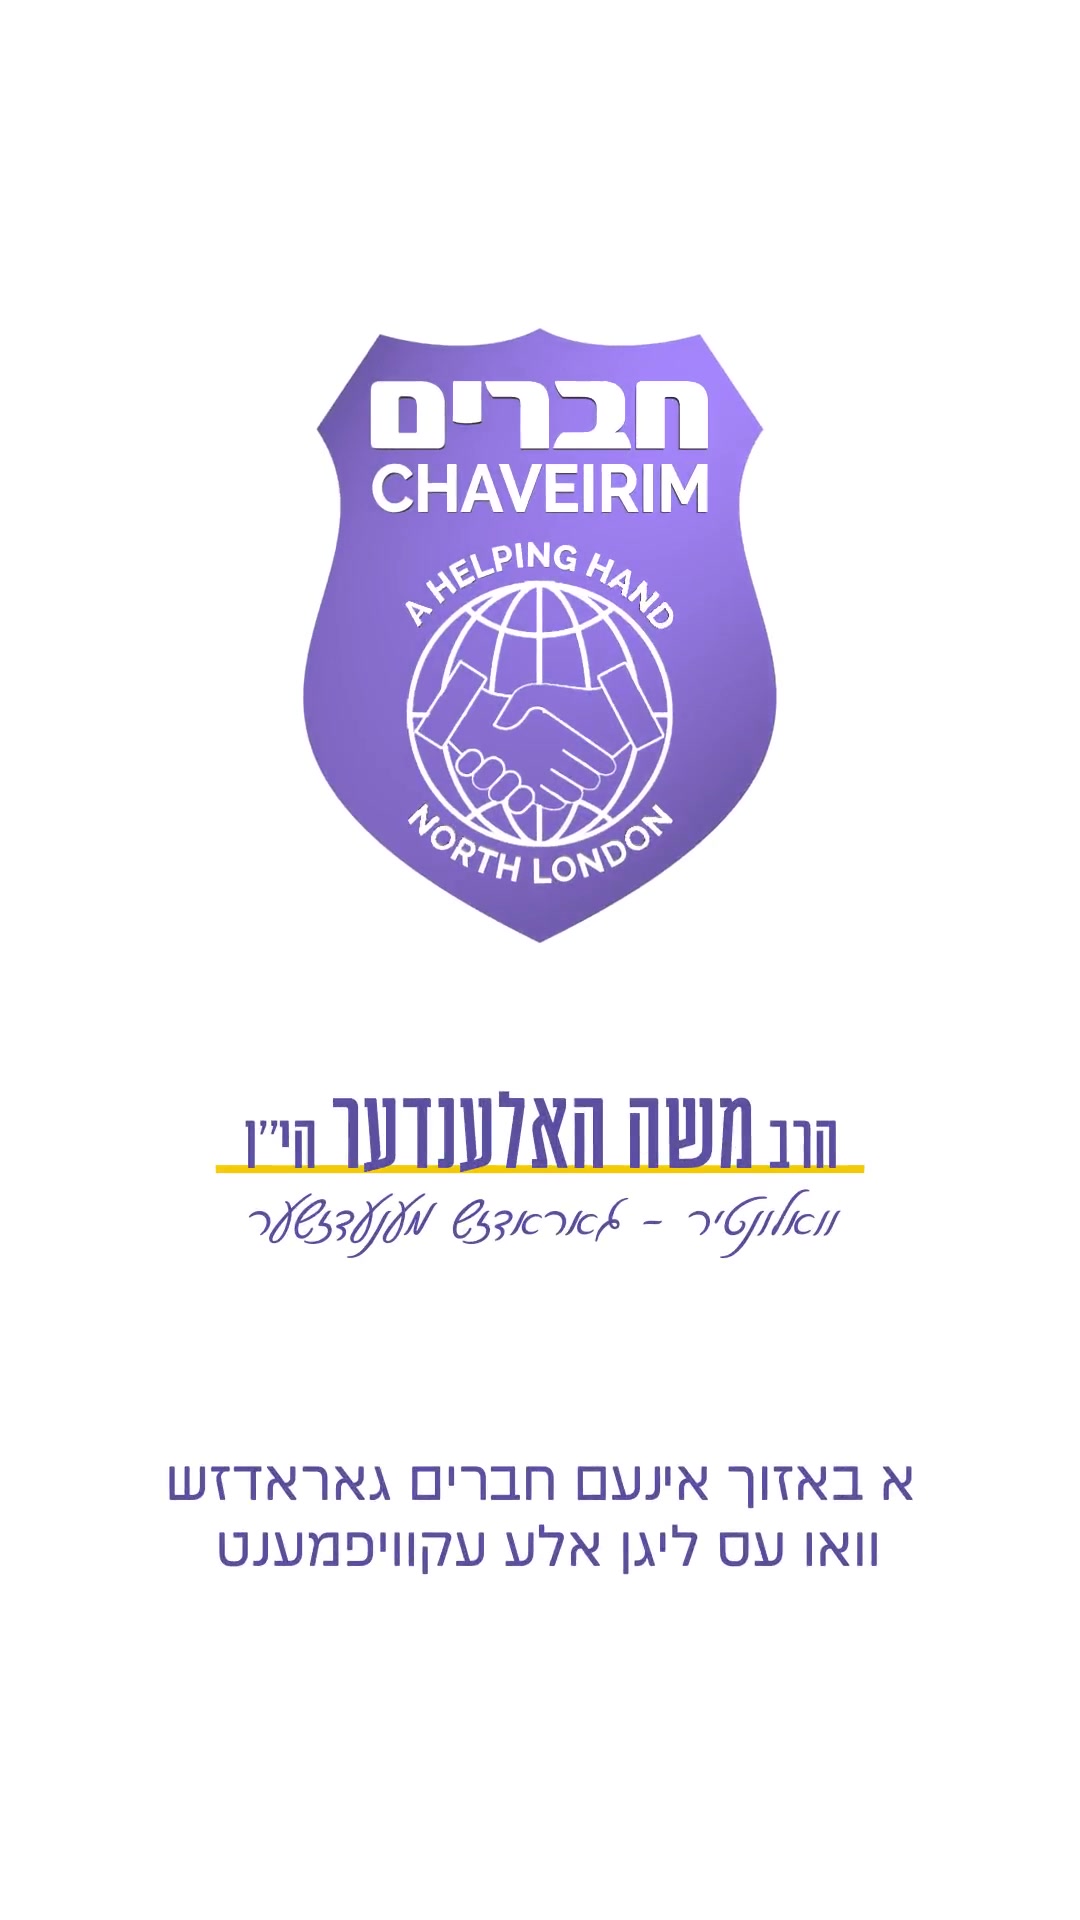 חברים
CHAVEIRIM
A HELPING HAND
NORTH LONDON
הרב משה האלענדער הי''ו
וואלונטיר - גאראדזש מענעדזשער
א באזוך אינעם חברים גאראדזש
וואו עס ליגן אלע עקוויפמענט